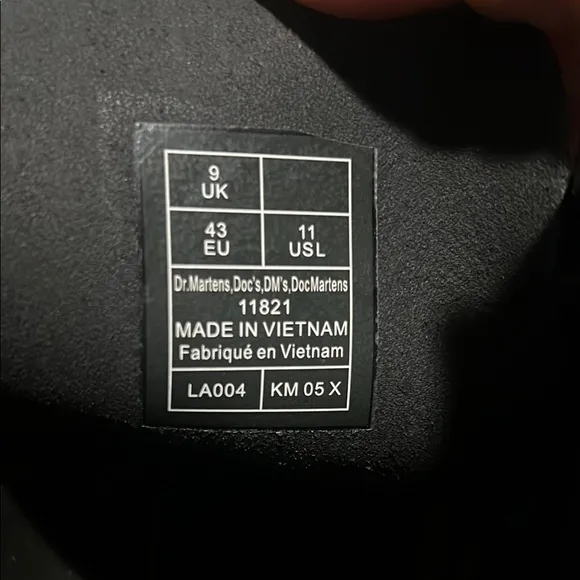 9
UK
43
EU
11
USL
Dr.Martens,Doc's,DM's,DocMartens
11821
MADE IN VIETNAM
Fabriqué en Vietnam
LA004
KM 05 X